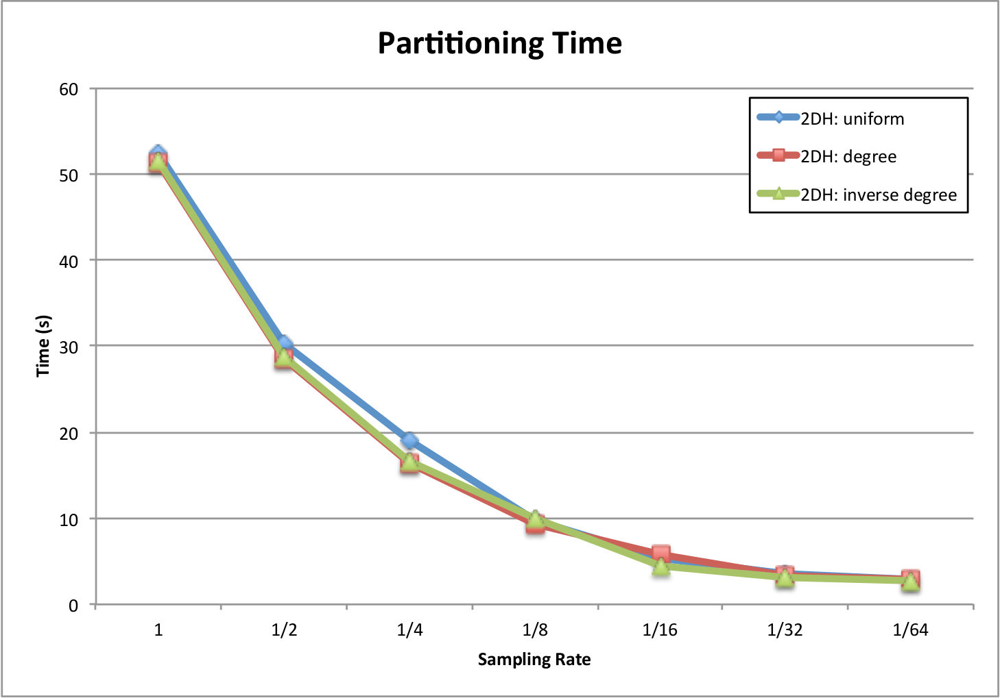 Partitioning Time
60
50
40
30
20
10
0
Time (s)
2DH: uniform
2DH: degree
2DH: inverse degree
1 1/2 1/4 1/8 1/16 1/32 1/64
Sampling Rate